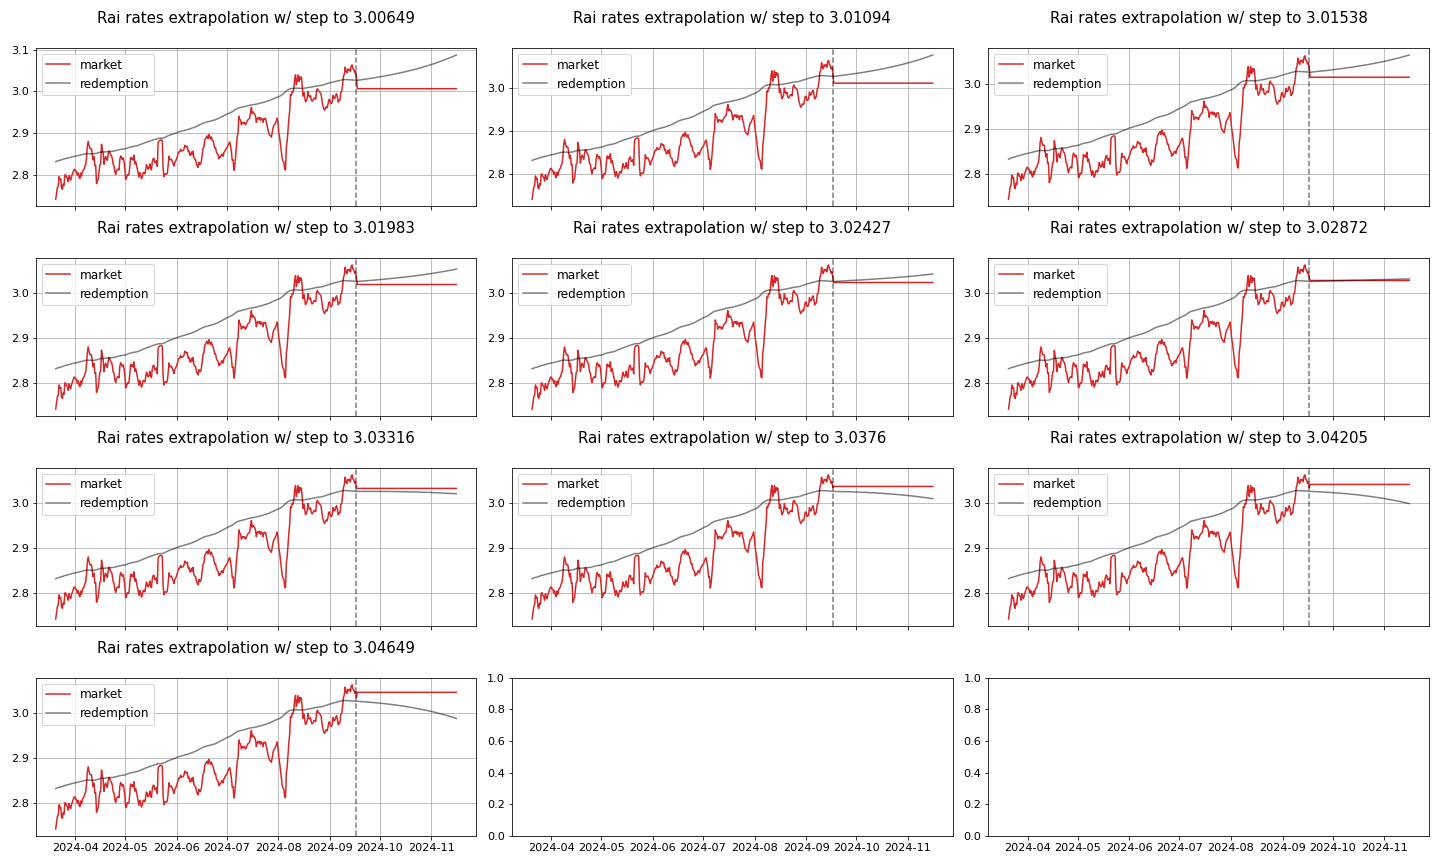 Rai rates extrapolation w/ step to 3.00649
Rai rates extrapolation w/ step to 3.01094
Rai rates extrapolation w/ step to 3.01538
3.1
3.0
2.9
2.8
market
redemption
3.0
2.9
2.8
market
redemption
3.0
2.9
2.8
market
redemption
Rai rates extrapolation w/ step to 3.01983
Rai rates extrapolation w/ step to 3.02427
Rai rates extrapolation w/ step to 3.02872
3.0
2.9
2.8
market
redemption
3.0
2.9
2.8
market
redemption
3.0
2.9
2.8
market
redemption
Rai rates extrapolation w/ step to 3.03316
Rai rates extrapolation w/ step to 3.0376
Rai rates extrapolation w/ step to 3.04205
3.0
2.9
2.8
market
redemption
3.0
2.9
2.8
market
redemption
3.0
2.9
2.8
market
redemption
Rai rates extrapolation w/ step to 3.04649
3.0
2.9
2.8
market
redemption
2024-04 2024-05 2024-06 2024-07 2024-08 2024-09 2024-10 2024-11
1.0
0.8
0.6
0.4
0.2
0.0
2024-04 2024-05 2024-06 2024-07 2024-08 2024-09 2024-10 2024-11
1.0
0.8
0.6
0.4
0.2
0.0
2024-04 2024-05 2024-06 2024-07 2024-08 2024-09 2024-10 2024-11